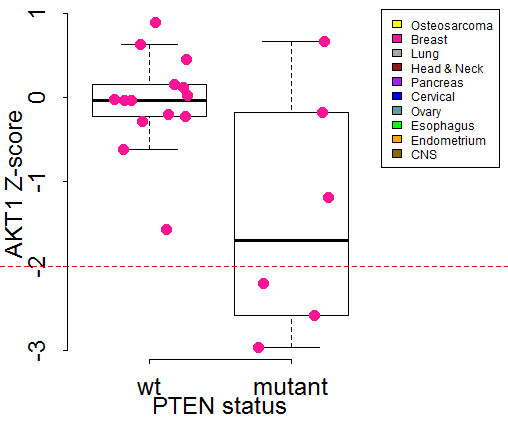 1
0
-1
-2
-3
AKT1 Z-score
wt mutant
PTEN status
Osteosarcoma
Breast
Lung
Head & Neck
Pancreas
Cervical
Ovary
Esophagus
Endometrium
CNS